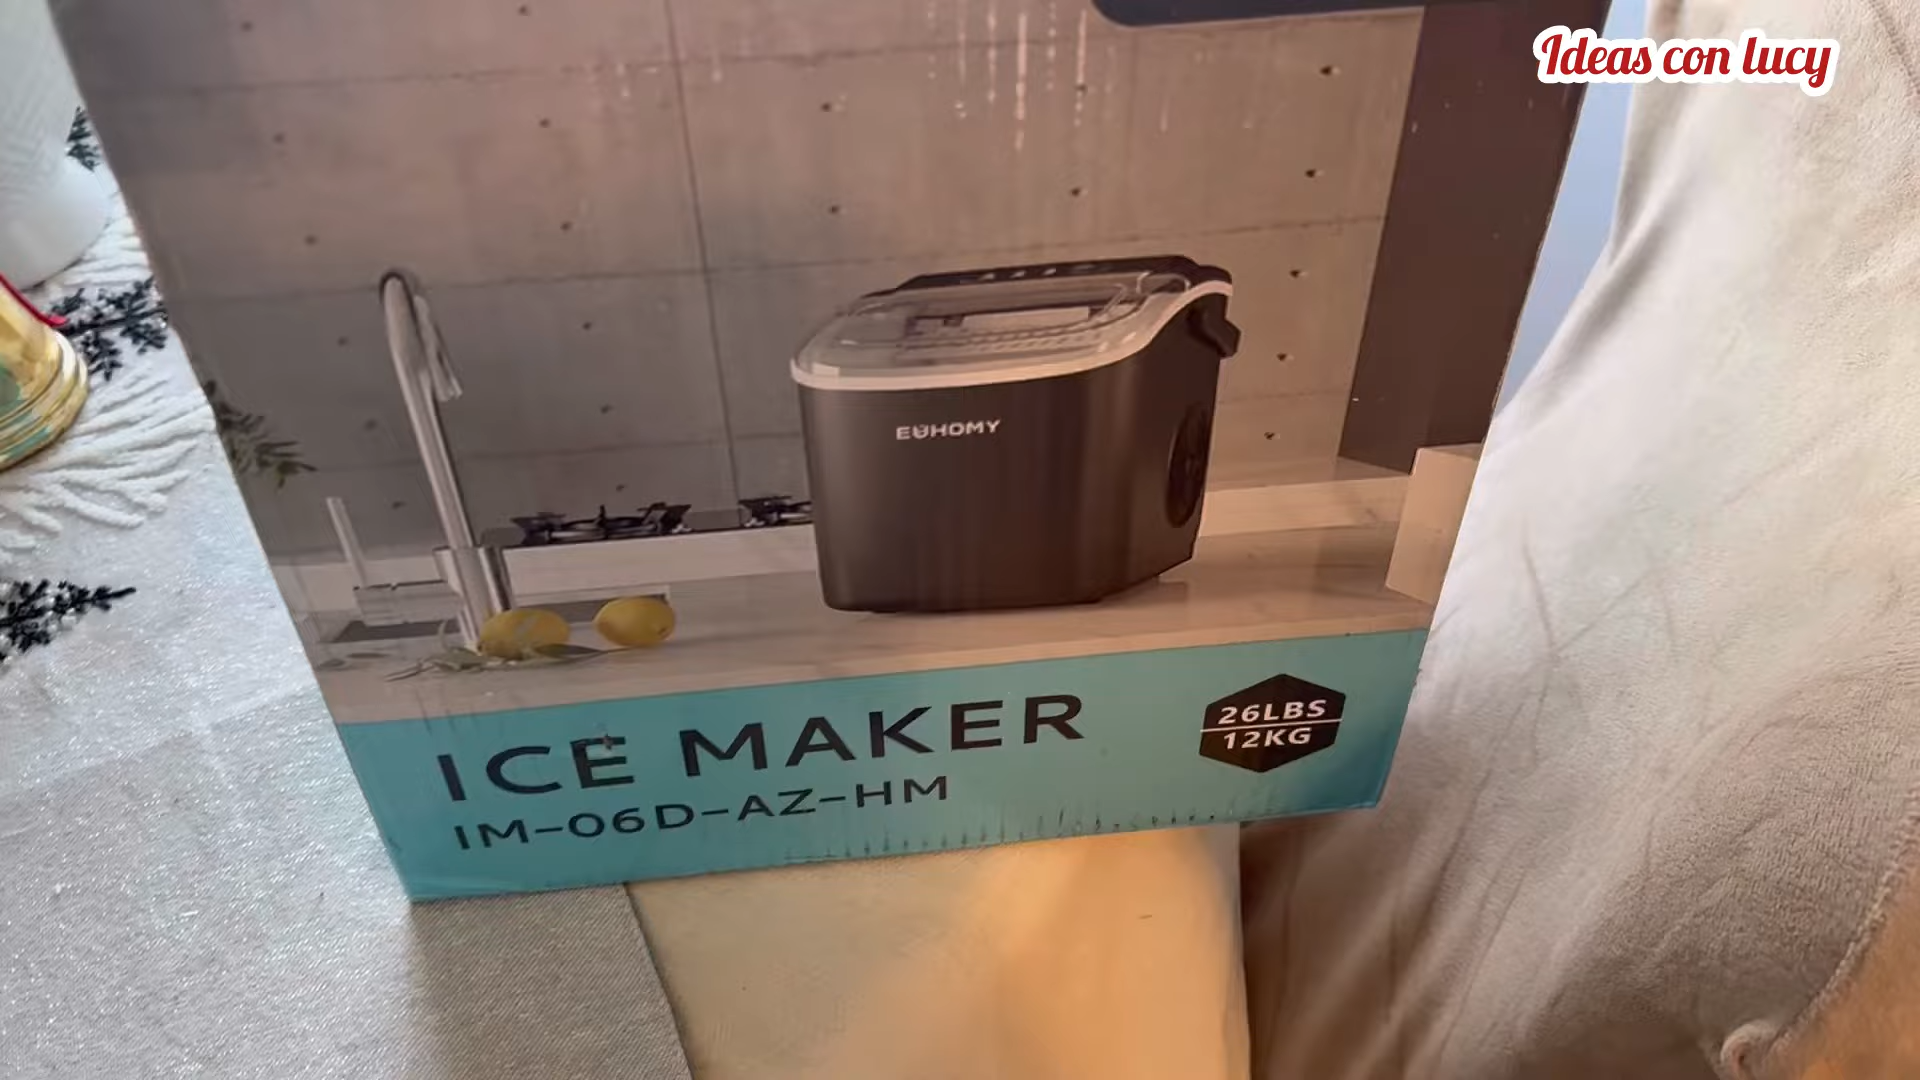 Ideas con lucy
EUHOMY
ICE MAKER
IM-06D-AZ-HM
26LBS
12KG